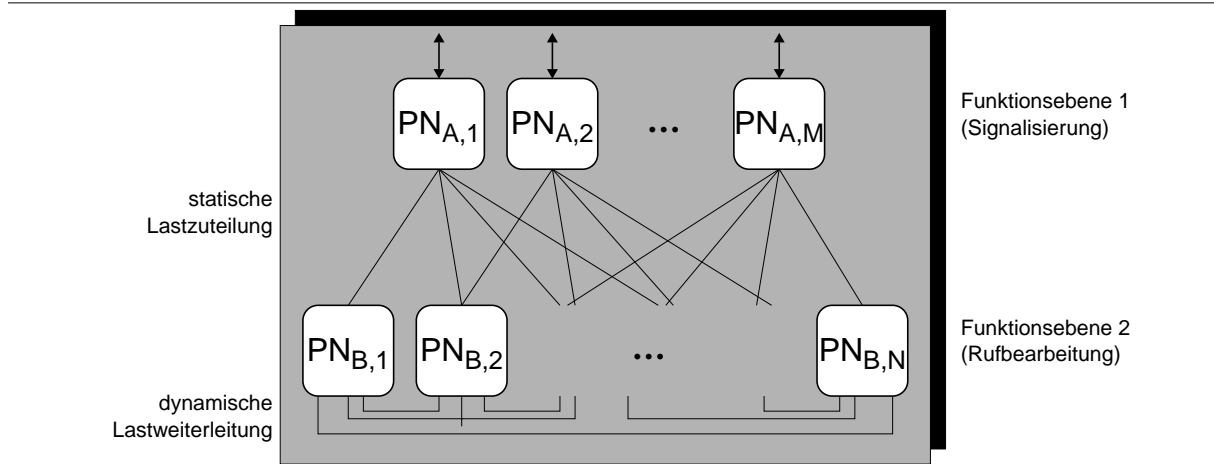 PN_A,1 PN_A,2 ... PN_A,M
Funktionsebene 1
(Signalisierung)
statische
Lastzuteilung
PN_B,1 PN_B,2 ... PN_B,N
Funktionsebene 2
(Rufbearbeitung)
dynamische
Lastweiterleitung